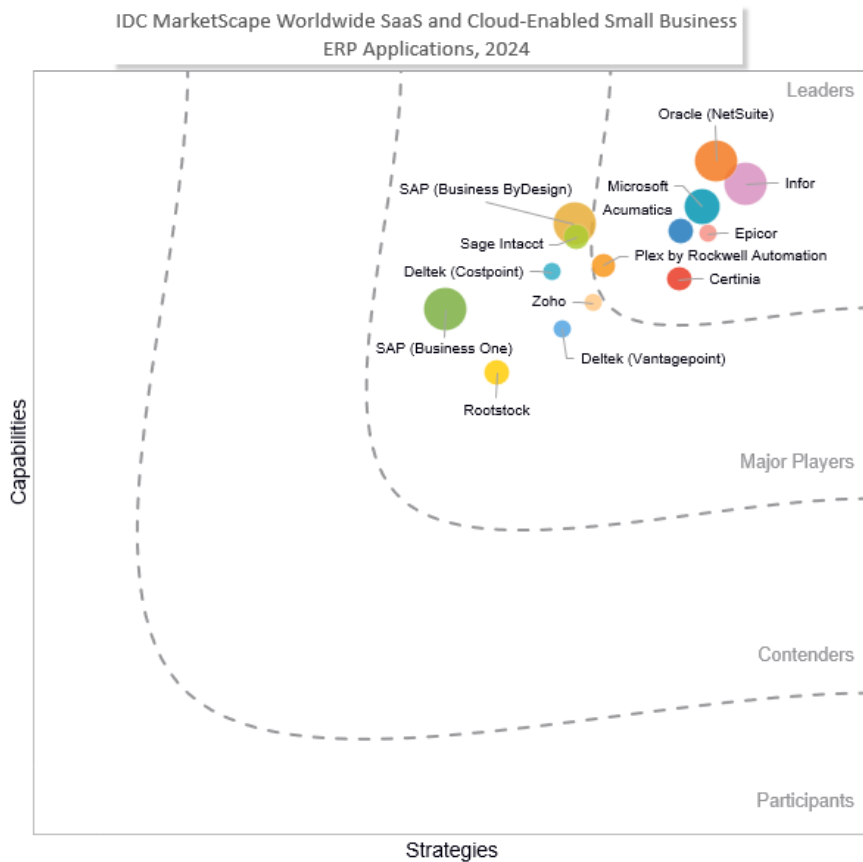 IDC MarketScape Worldwide SaaS and Cloud-Enabled Small Business
ERP Applications, 2024
Leaders
Oracle (NetSuite)
Infor
SAP (Business ByDesign)
Microsoft
Acumatica
Epicor
Sage Intacct
Plex by Rockwell Automation
Deltek (Costpoint)
Certinia
Zoho
SAP (Business One)
Deltek (Vantagepoint)
Rootstock
Capabilities
Major Players
Contenders
Participants
Strategies